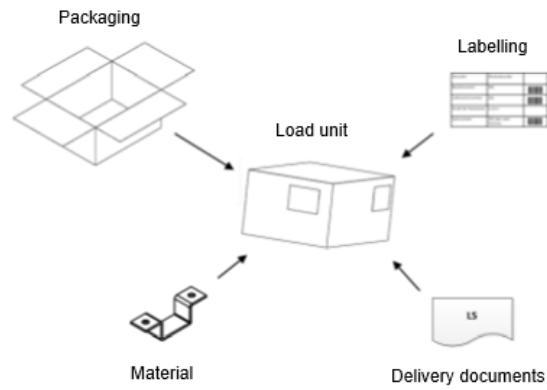 Packaging
Labelling
Load unit
LS
Material
Delivery documents